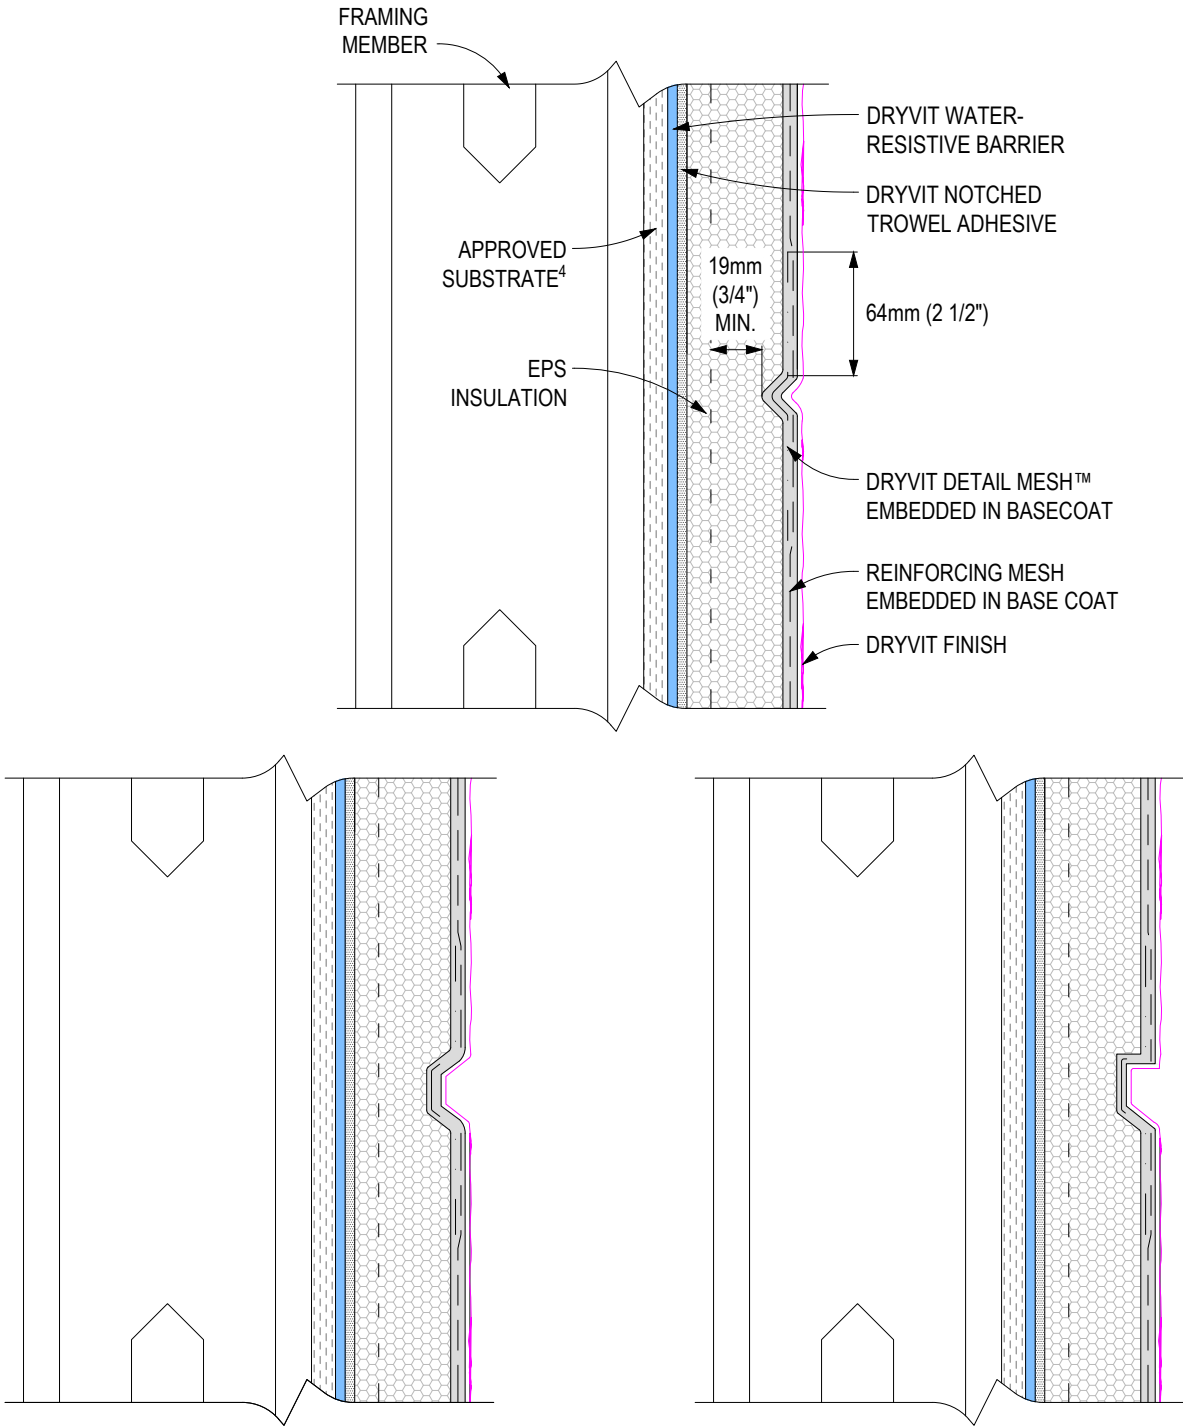 FRAMING
MEMBER
DRYVIT WATER-
RESISTIVE BARRIER
DRYVIT NOTCHED
TROWEL ADHESIVE
APPROVED
SUBSTRATE⁴
19mm
(3/4")
MIN.
64mm (2 1/2")
EPS
INSULATION
DRYVIT DETAIL MESH™
EMBEDDED IN BASECOAT
REINFORCING MESH
EMBEDDED IN BASE COAT
DRYVIT FINISH